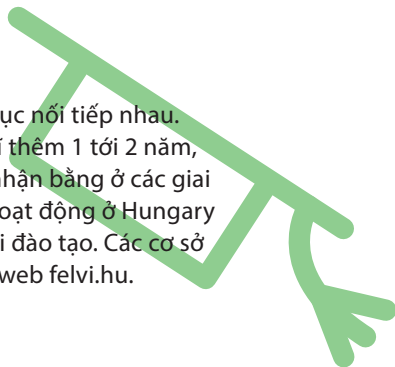 ục nối tiếp nhau.
ĩ thêm 1 tới 2 năm,
nhận bằng ở các giai
oạt động ở Hungary
i đào tạo. Các cơ sở
web felvi.hu.